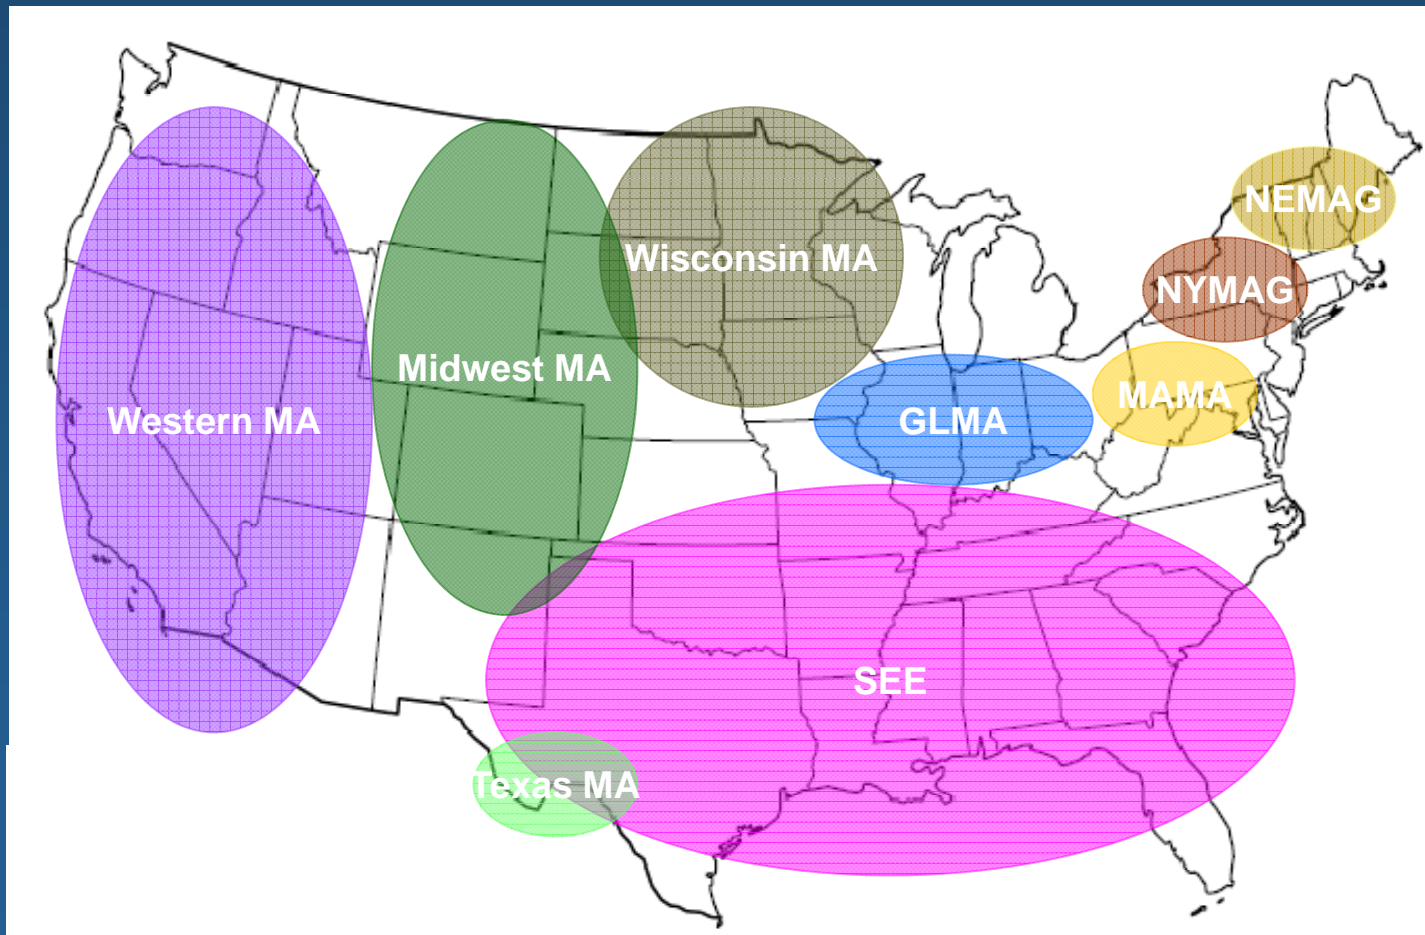 NEMAG
Wisconsin MA
NYMAG
Midwest MA
MAMA
Western MA
GLMA
SEE
Texas MA